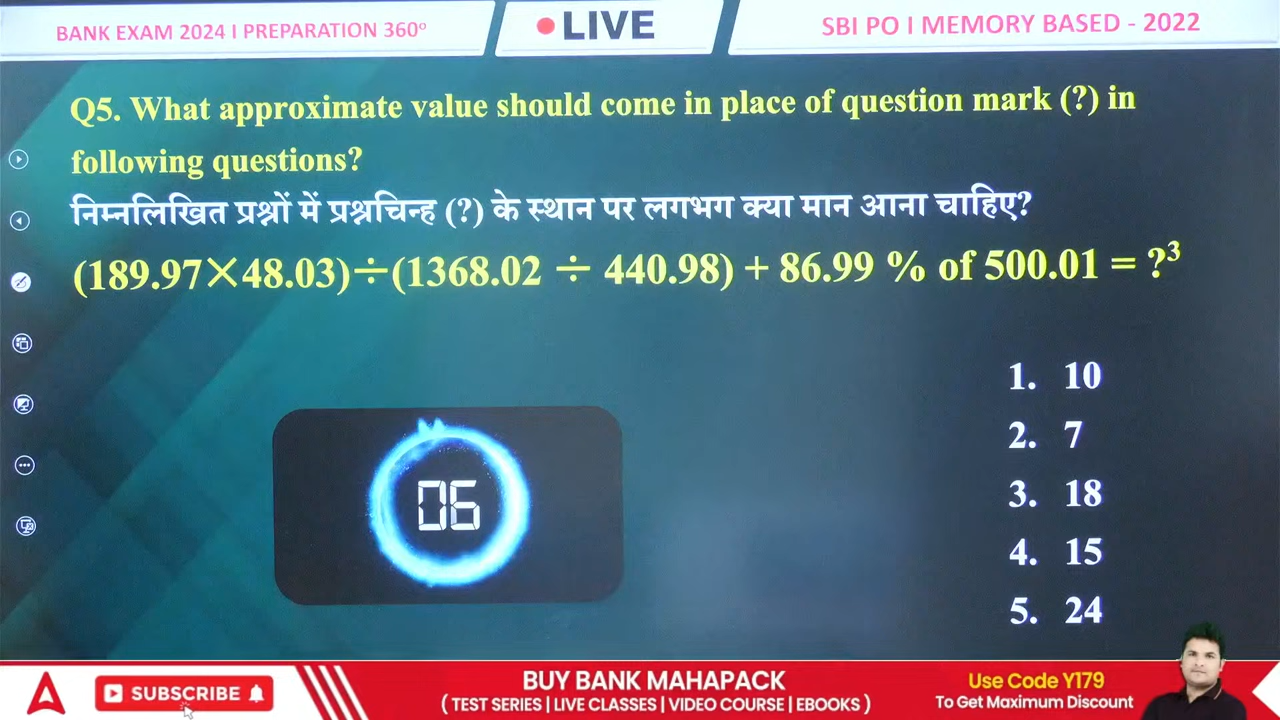 BANK EXAM 2024 I PREPARATION 360°
LIVE
SBI PO I MEMORY BASED - 2022
Q5. What approximate value should come in place of question mark (?) in
following questions?
निम्नलिखित प्रश्नों में प्रश्नचिन्ह (?) के स्थान पर लगभग क्या मान आना चाहिए?
(189.97×48.03)÷(1368.02 ÷ 440.98) + 86.99 % of 500.01 = ?³
1. 10
2. 7
3. 18
4. 15
5. 24
06
SUBSCRIBE
BUY BANK MAHAPACK
( TEST SERIES | LIVE CLASSES | VIDEO COURSE | EBOOKS )
Use Code Y179
To Get Maximum Discount